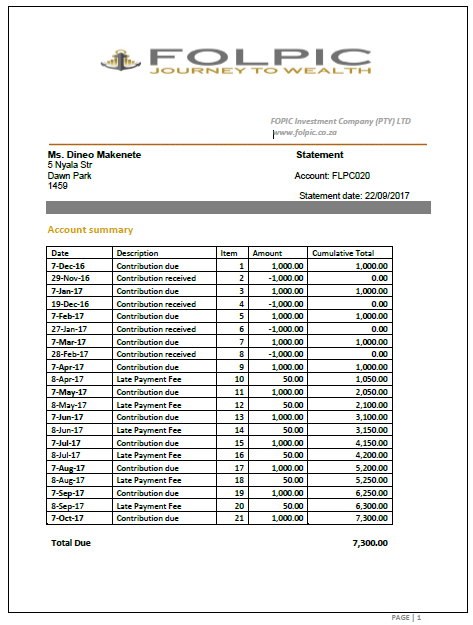 FOLPIC
JOURNEY TO WEALTH
FOPIC Investment Company (PTY) LTD
www.folpic.co.za
Ms. Dineo Makenete Statement
5 Nyala Str
Dawn Park Account: FLPC020
1459
Statement date: 22/09/2017
Account summary
Date Description Item Amount Cumulative Total
7-Dec-16 Contribution due 1 1,000.00 1,000.00
29-Nov-16 Contribution received 2 -1,000.00 0.00
7-Jan-17 Contribution due 3 1,000.00 1,000.00
19-Dec-16 Contribution received 4 -1,000.00 0.00
7-Feb-17 Contribution due 5 1,000.00 1,000.00
27-Jan-17 Contribution received 6 -1,000.00 0.00
7-Mar-17 Contribution due 7 1,000.00 1,000.00
28-Feb-17 Contribution received 8 -1,000.00 0.00
7-Apr-17 Contribution due 9 1,000.00 1,000.00
8-Apr-17 Late Payment Fee 10 50.00 1,050.00
7-May-17 Contribution due 11 1,000.00 2,050.00
8-May-17 Late Payment Fee 12 50.00 2,100.00
7-Jun-17 Contribution due 13 1,000.00 3,100.00
8-Jun-17 Late Payment Fee 14 50.00 3,150.00
7-Jul-17 Contribution due 15 1,000.00 4,150.00
8-Jul-17 Late Payment Fee 16 50.00 4,200.00
7-Aug-17 Contribution due 17 1,000.00 5,200.00
8-Aug-17 Late Payment Fee 18 50.00 5,250.00
7-Sep-17 Contribution due 19 1,000.00 6,250.00
8-Sep-17 Late Payment Fee 20 50.00 6,300.00
7-Oct-17 Contribution due 21 1,000.00 7,300.00
Total Due 7,300.00
PAGE | 1